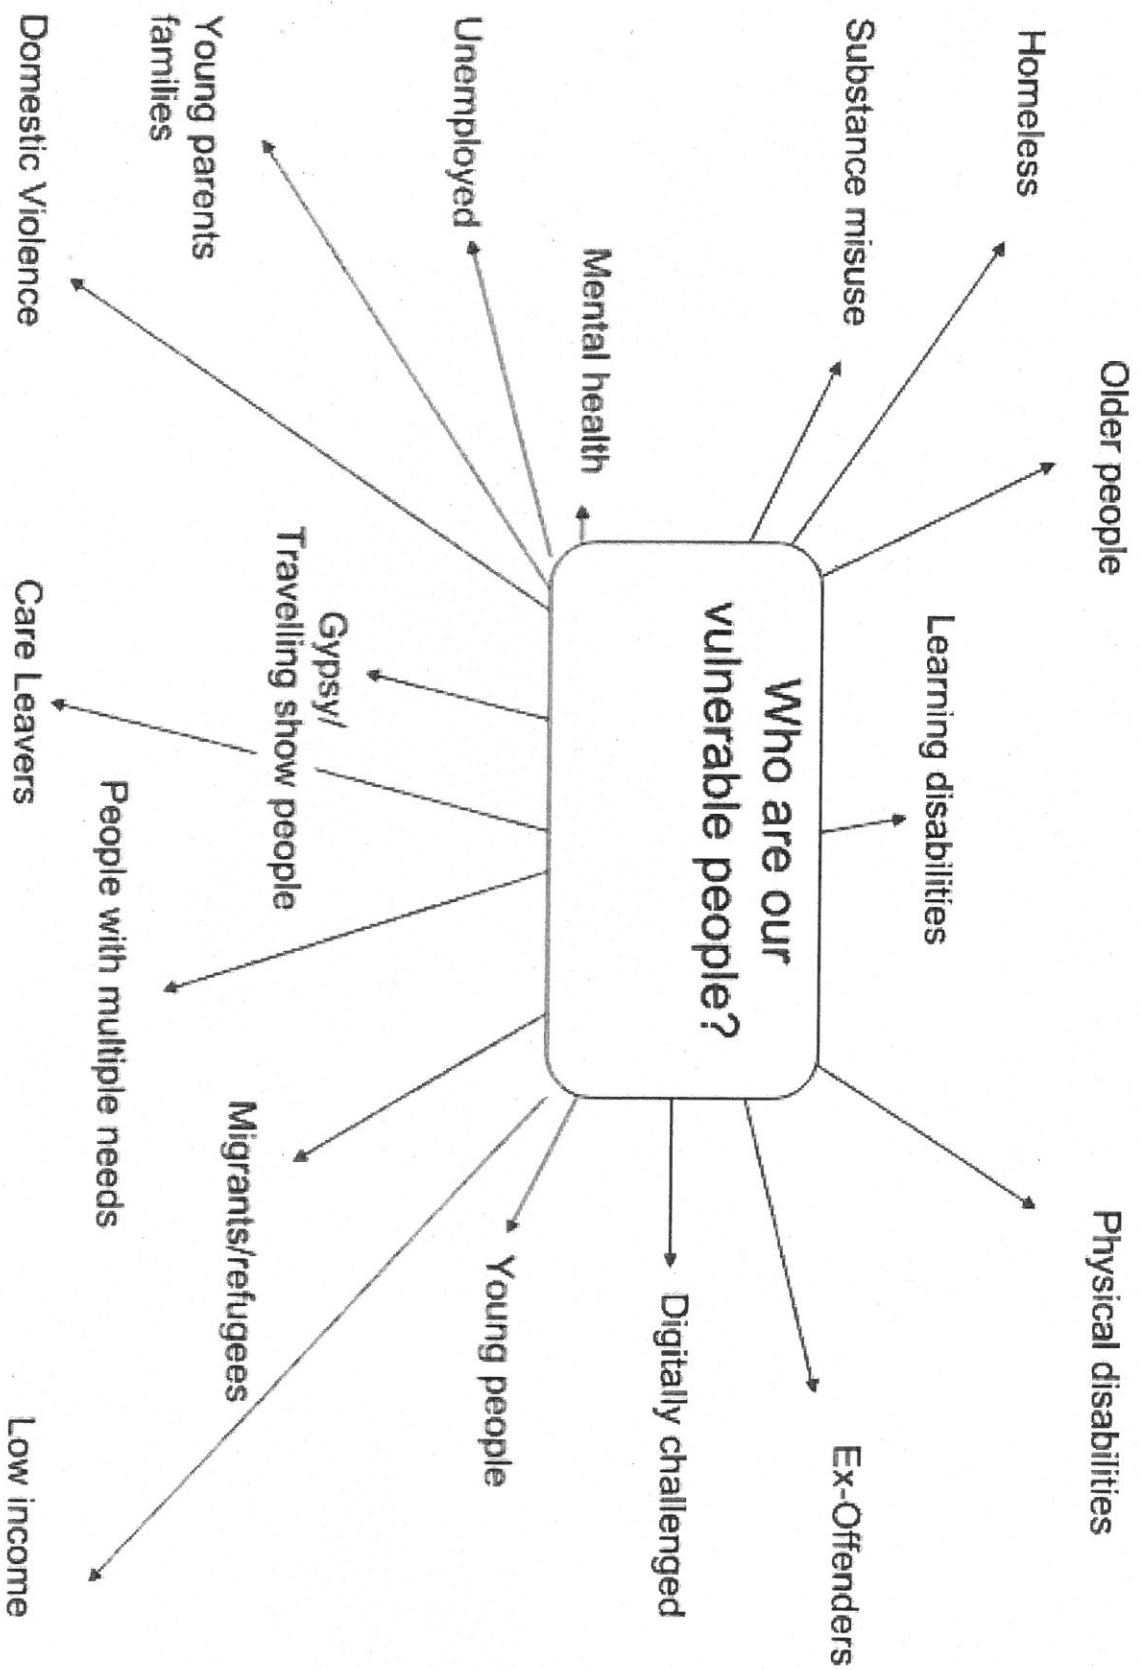 Older people
Physical disabilities
Homeless
Learning disabilities
Substance misuse
Ex-Offenders
Who are our
vulnerable people?
Mental health
Digitally challenged
Unemployed
Young people
Gypsy/
Travelling show people
Young parents
families
Migrants/refugees
People with multiple needs
Domestic Violence
Care Leavers
Low income